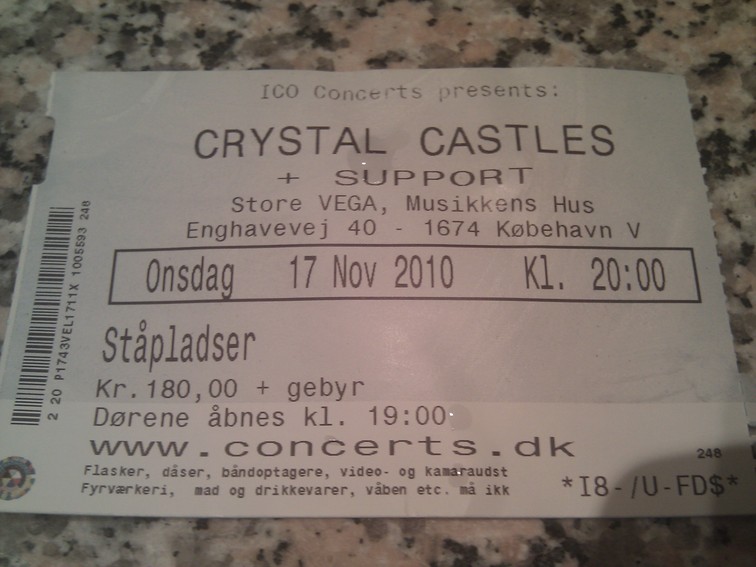 ICO Concerts presents:
CRYSTAL CASTLES
+ SUPPORT
Store VEGA, Musikkens Hus
Enghavevej 40 - 1674 Købehavn V
Onsdag 17 Nov 2010 Kl. 20:00
Ståpladser
Kr.180,00 + gebyr
Dørene åbnes kl. 19:00
www.concerts.dk
248
Flasker, dåser, båndoptagere, video- og kamaraudst
Fyrværkeri, mad og drikkevarer, våben etc. må ikk
*I8-/U-FD$*
2 20 P1743VEL1711X 1005593 248